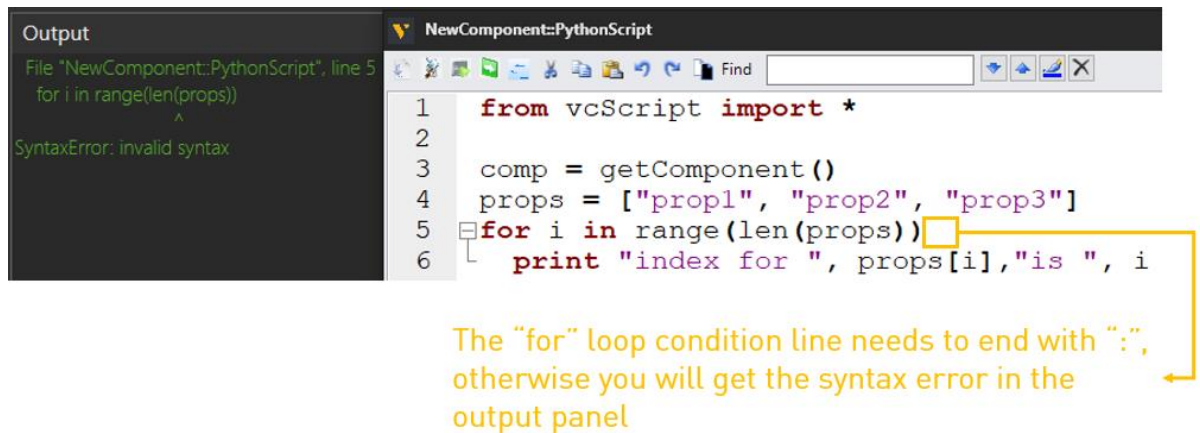 Output
File "NewComponent::PythonScript", line 5
for i in range(len(props))
^
SyntaxError: invalid syntax
NewComponent::PythonScript
Find
1 from vcScript import *
2
3 comp = getComponent()
4 props = ["prop1", "prop2", "prop3"]
5 for i in range(len(props))
6 print "index for ", props[i],"is ", i
The “for” loop condition line needs to end with “:”,
otherwise you will get the syntax error in the
output panel